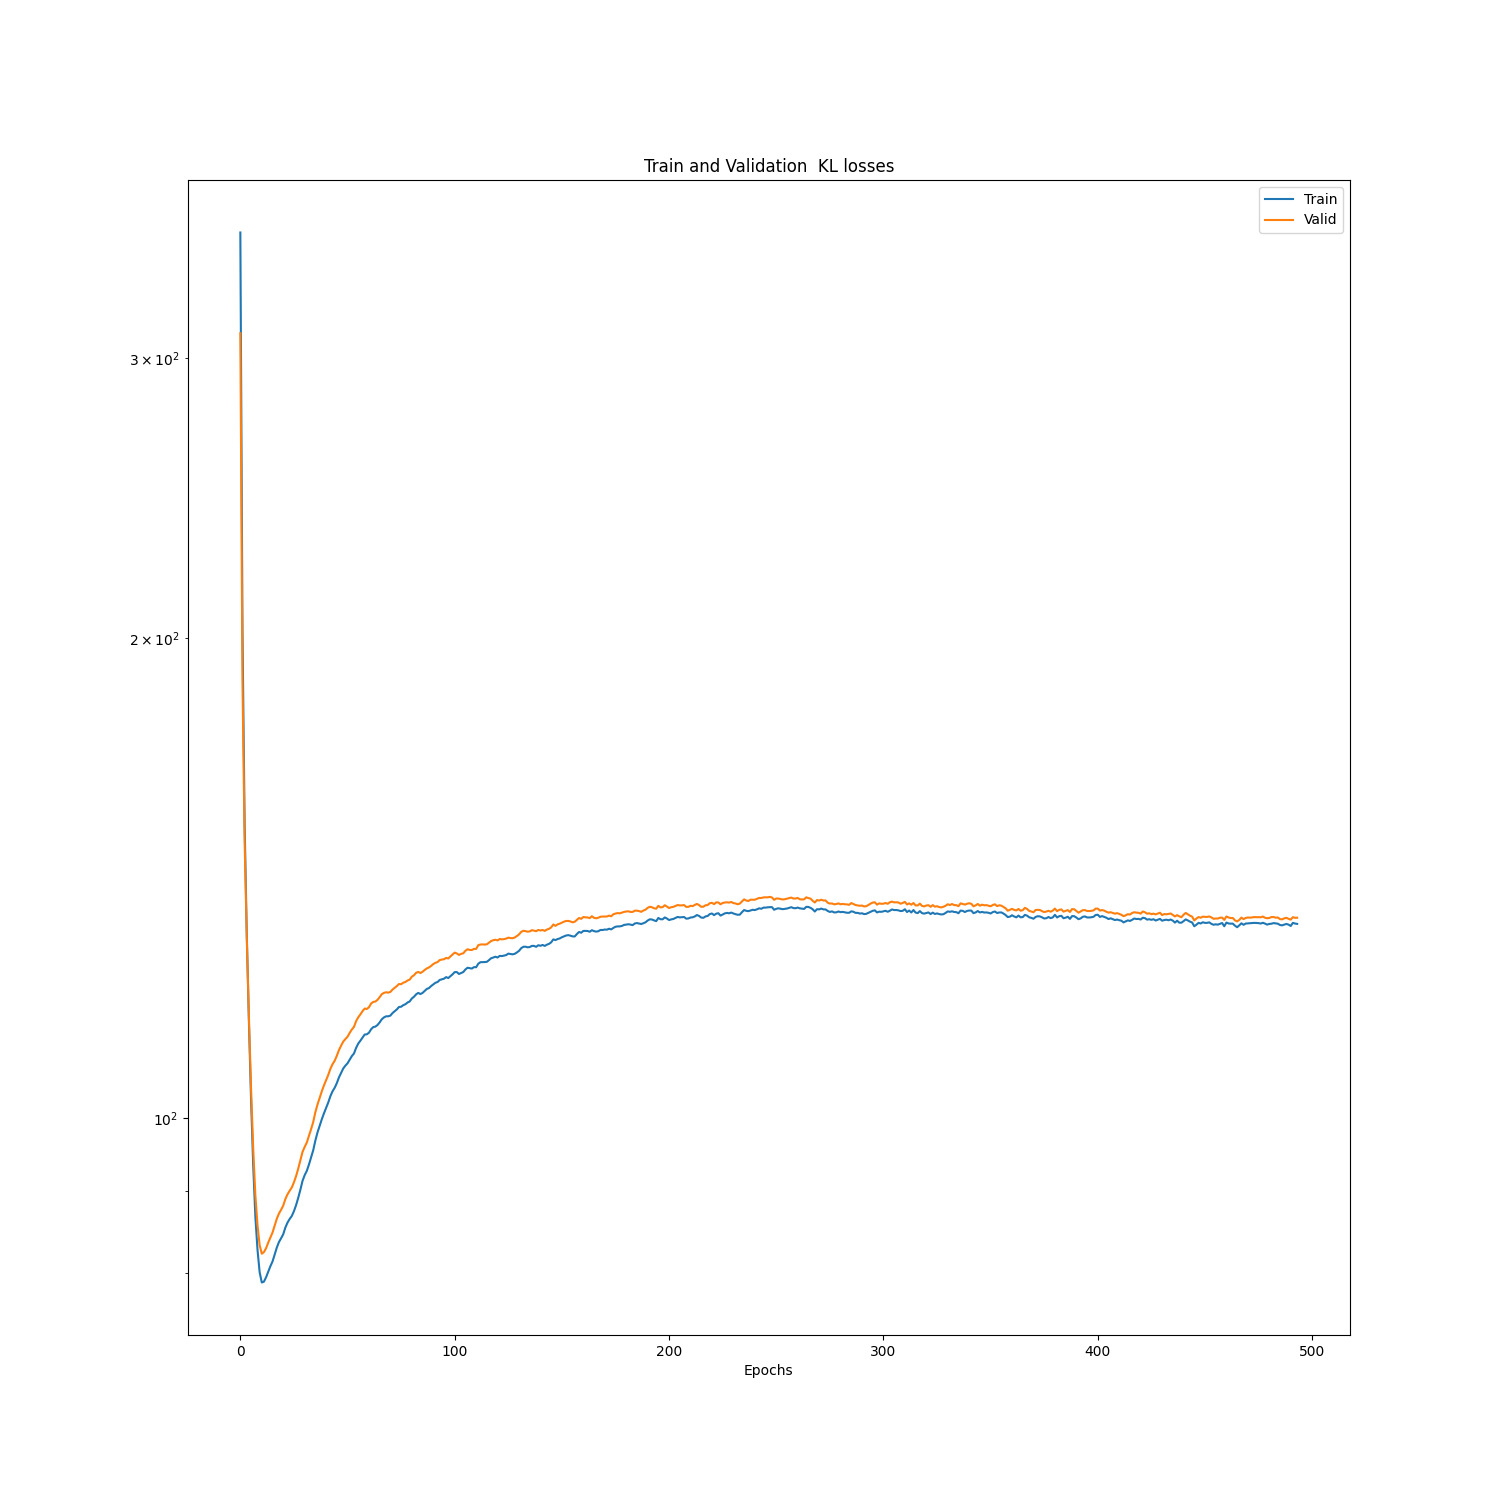 Train and Validation  KL losses
Train
Valid
3 × 10²
2 × 10²
10²
0 100 200 300 400 500
Epochs